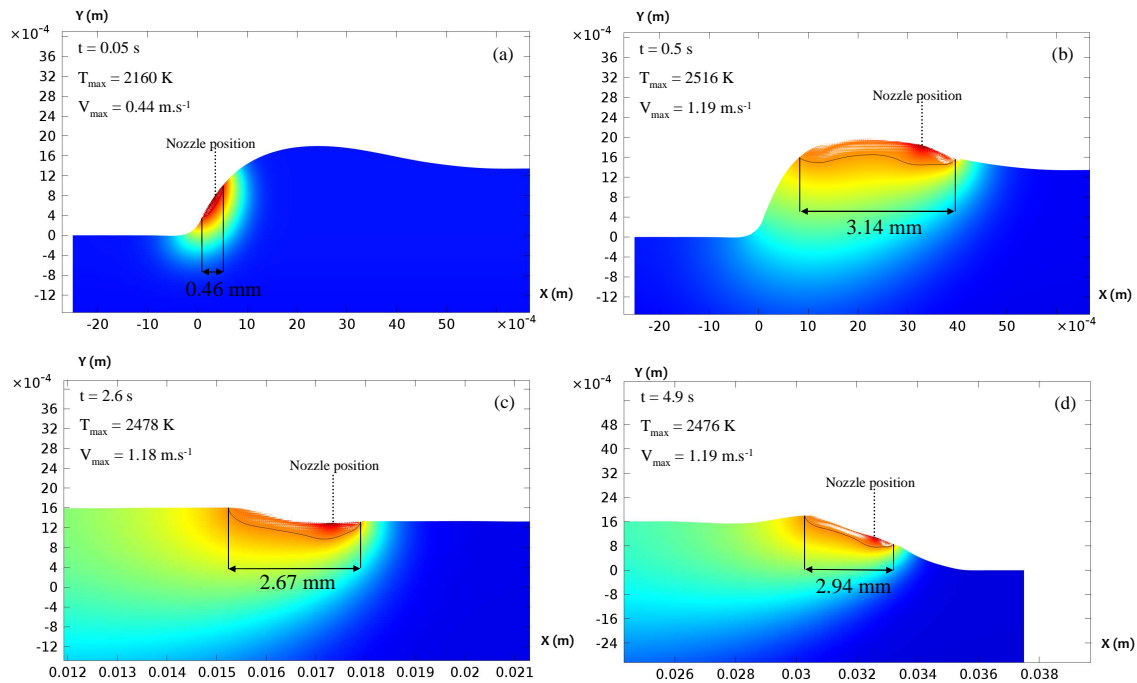 Y (m)
×10⁻⁴
t = 0.05 s
(a)
T_max = 2160 K
V_max = 0.44 m.s⁻¹
Nozzle position
36
32
28
24
20
16
12
8
4
0
-4
-8
-12
0.46 mm
X (m)
-20 -10 0 10 20 30 40 50 ×10⁻⁴
Y (m)
×10⁻⁴
t = 0.5 s
(b)
T_max = 2516 K
V_max = 1.19 m.s⁻¹
Nozzle position
36
32
28
24
20
16
12
8
4
0
-4
-8
-12
3.14 mm
X (m)
-20 -10 0 10 20 30 40 50 ×10⁻⁴
Y (m)
×10⁻⁴
t = 2.6 s
(c)
T_max = 2478 K
V_max = 1.18 m.s⁻¹
Nozzle position
36
32
28
24
20
16
12
8
4
0
-4
-8
-12
2.67 mm
X (m)
0.012 0.013 0.014 0.015 0.016 0.017 0.018 0.019 0.02 0.021
Y (m)
×10⁻⁴
t = 4.9 s
(d)
T_max = 2476 K
V_max = 1.19 m.s⁻¹
Nozzle position
48
40
32
24
16
8
0
-8
-16
-24
2.94 mm
X (m)
0.026 0.028 0.03 0.032 0.034 0.036 0.038